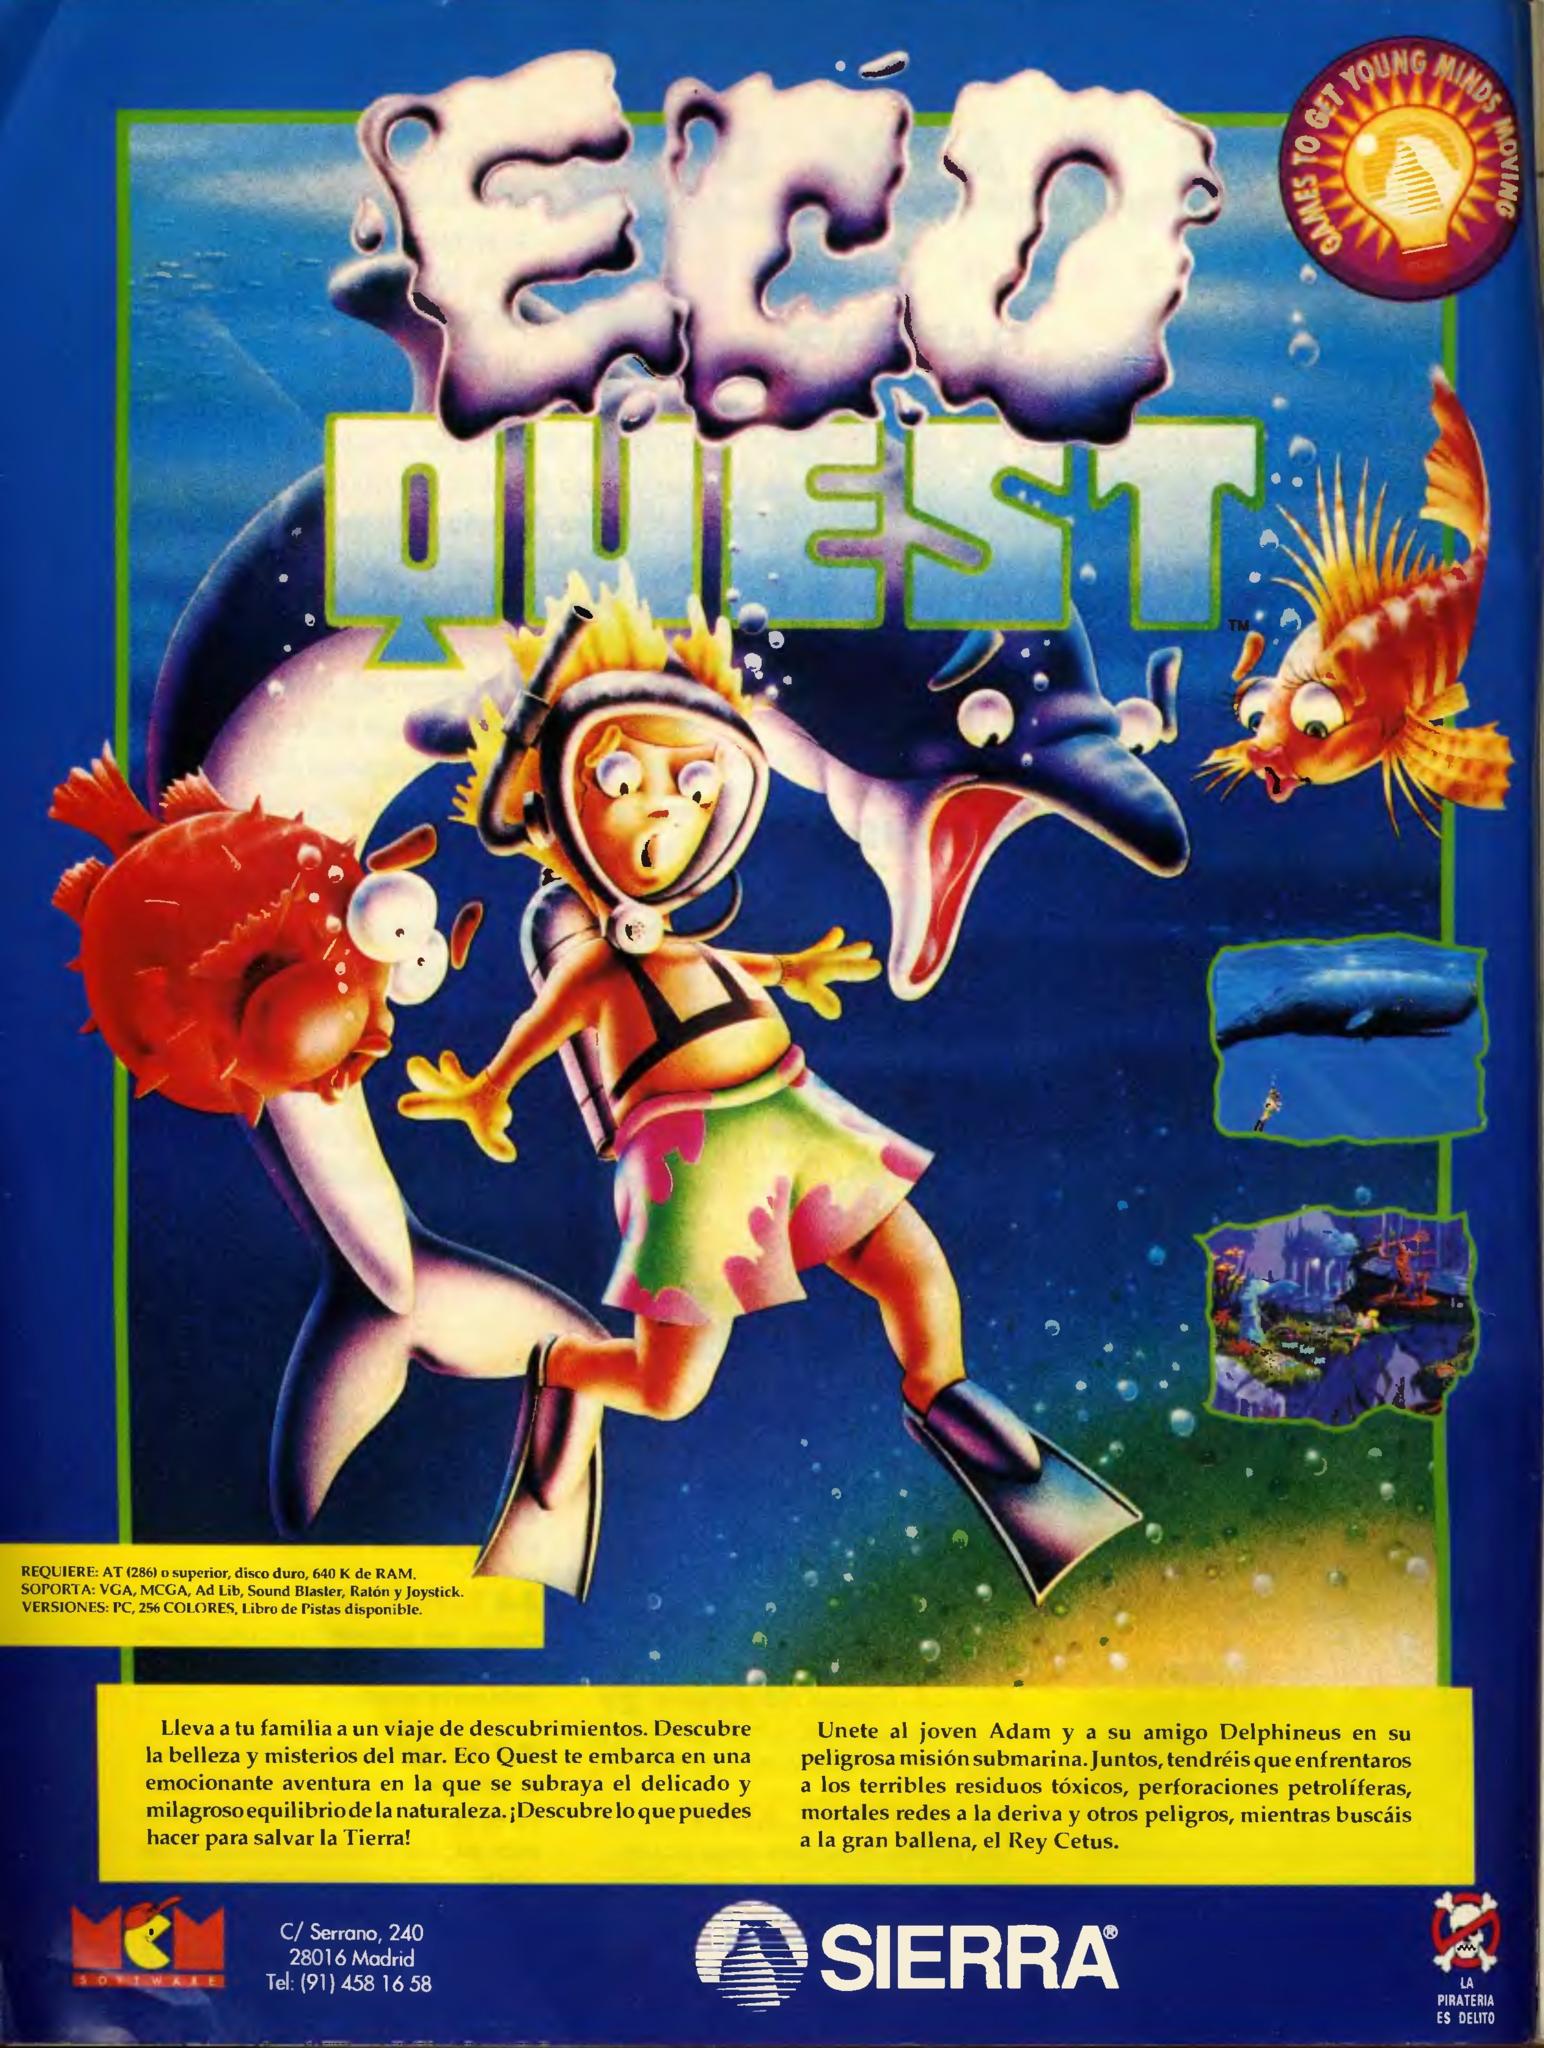 GAMES TO GET YOUNG MINDS MOVING
ECO
QUEST
TM
REQUIERE: AT (286) o superior, disco duro, 640 K de RAM.
SOPORTA: VGA, MCGA, Ad Lib, Sound Blaster, Ratón y Joystick.
VERSIONES: PC, 256 COLORES, Libro de Pistas disponible.
Lleva a tu familia a un viaje de descubrimientos. Descubre
la belleza y misterios del mar. Eco Quest te embarca en una
emocionante aventura en la que se subraya el delicado y
milagroso equilibrio de la naturaleza. ¡Descubre lo que puedes
hacer para salvar la Tierra!
Unete al joven Adam y a su amigo Delphineus en su
peligrosa misión submarina. Juntos, tendréis que enfrentaros
a los terribles residuos tóxicos, perforaciones petrolíferas,
mortales redes a la deriva y otros peligros, mientras buscáis
a la gran ballena, el Rey Cetus.
MCM
SOFTWARE
C/ Serrano, 240
28016 Madrid
Tel: (91) 458 16 58
SIERRA®
LA
PIRATERIA
ES DELITO